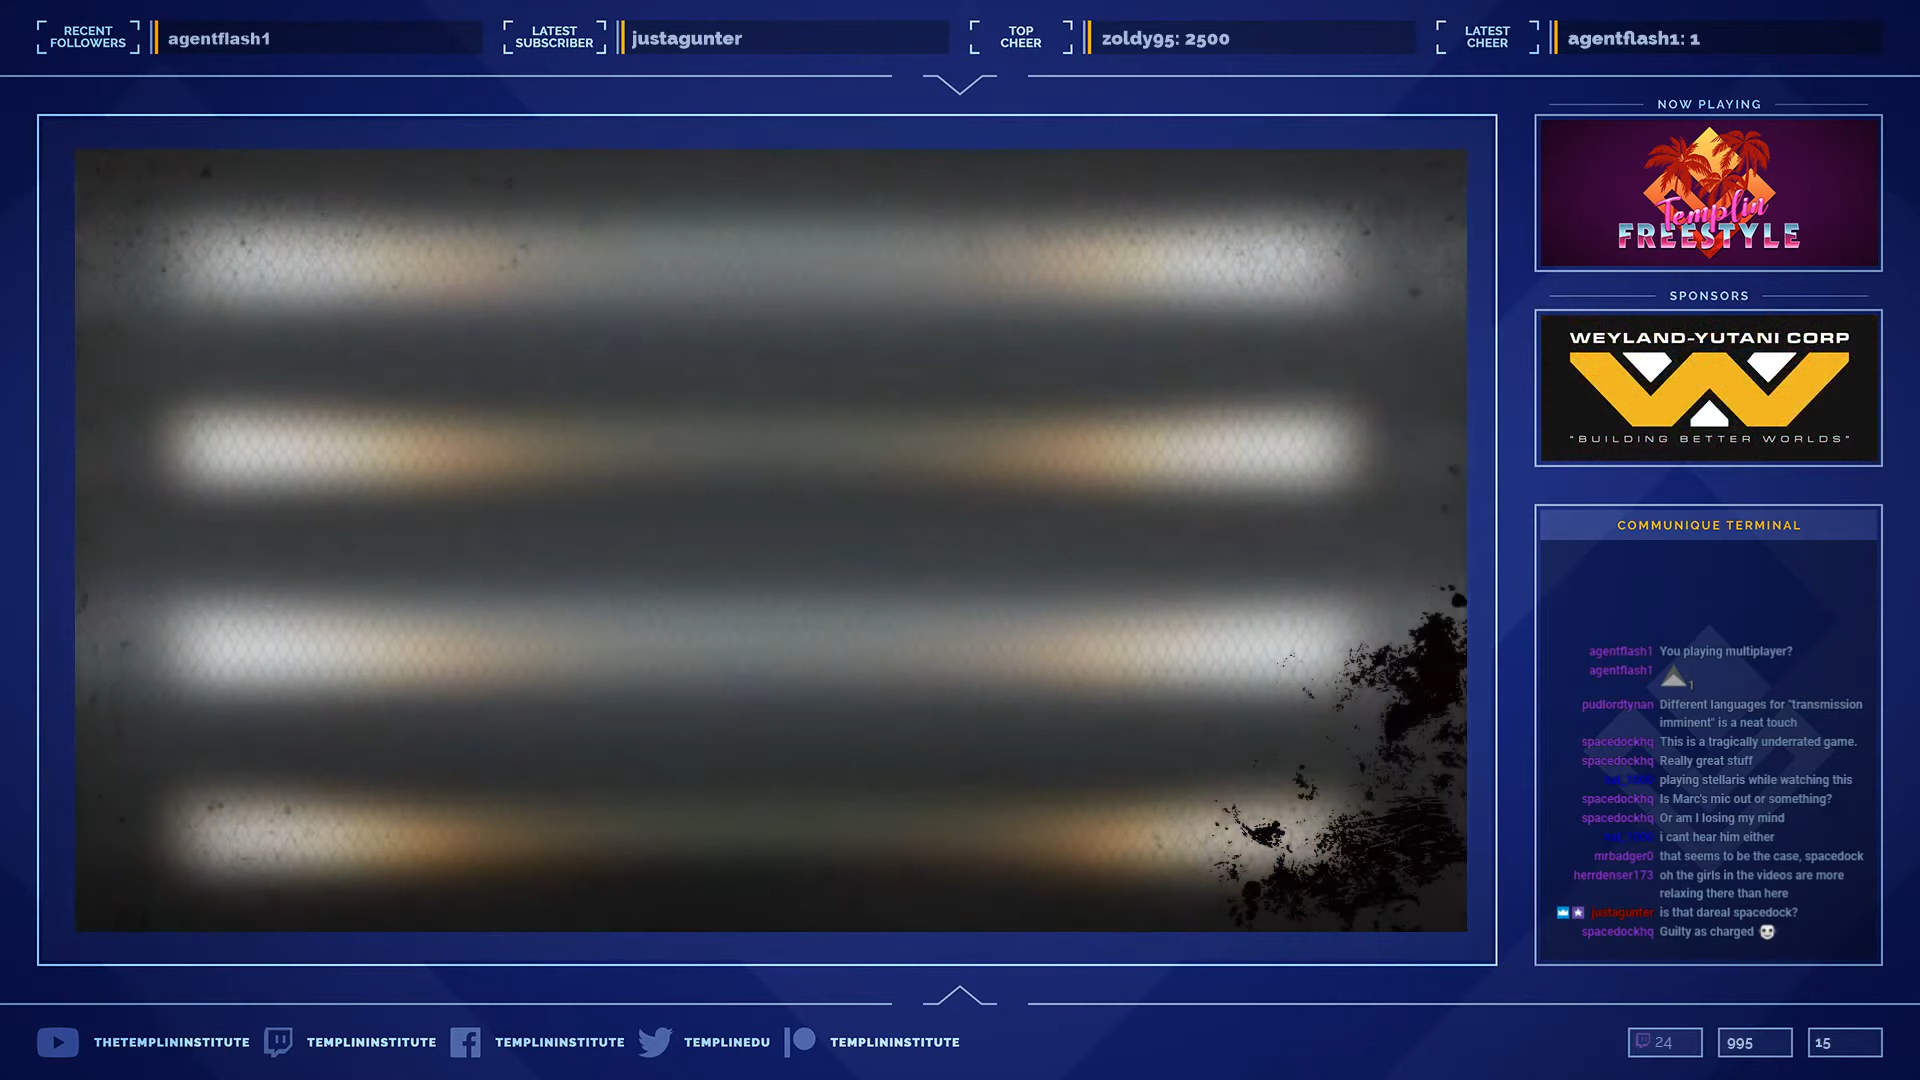 RECENT
FOLLOWERS
agentflash1
LATEST
SUBSCRIBER
justagunter
TOP
CHEER
zoldy95: 2500
LATEST
CHEER
agentflash1: 1
NOW PLAYING
Templin
FREESTYLE
SPONSORS
WEYLAND-YUTANI CORP
"BUILDING BETTER WORLDS"
COMMUNIQUE TERMINAL
agentflash1 You playing multiplayer?
agentflash1 1
pudlordtynan Different languages for "transmission
imminent" is a neat touch
spacedockhq This is a tragically underrated game.
spacedockhq Really great stuff
playing stellaris while watching this
spacedockhq Is Marc's mic out or something?
spacedockhq Or am I losing my mind
i cant hear him either
mrbadger0 that seems to be the case, spacedock
herrdenser173 oh the girls in the videos are more
relaxing there than here
justagunter is that dareal spacedock?
spacedockhq Guilty as charged
THETEMPLININSTITUTE
TEMPLININSTITUTE
TEMPLININSTITUTE
TEMPLINEDU
TEMPLININSTITUTE
24
995
15